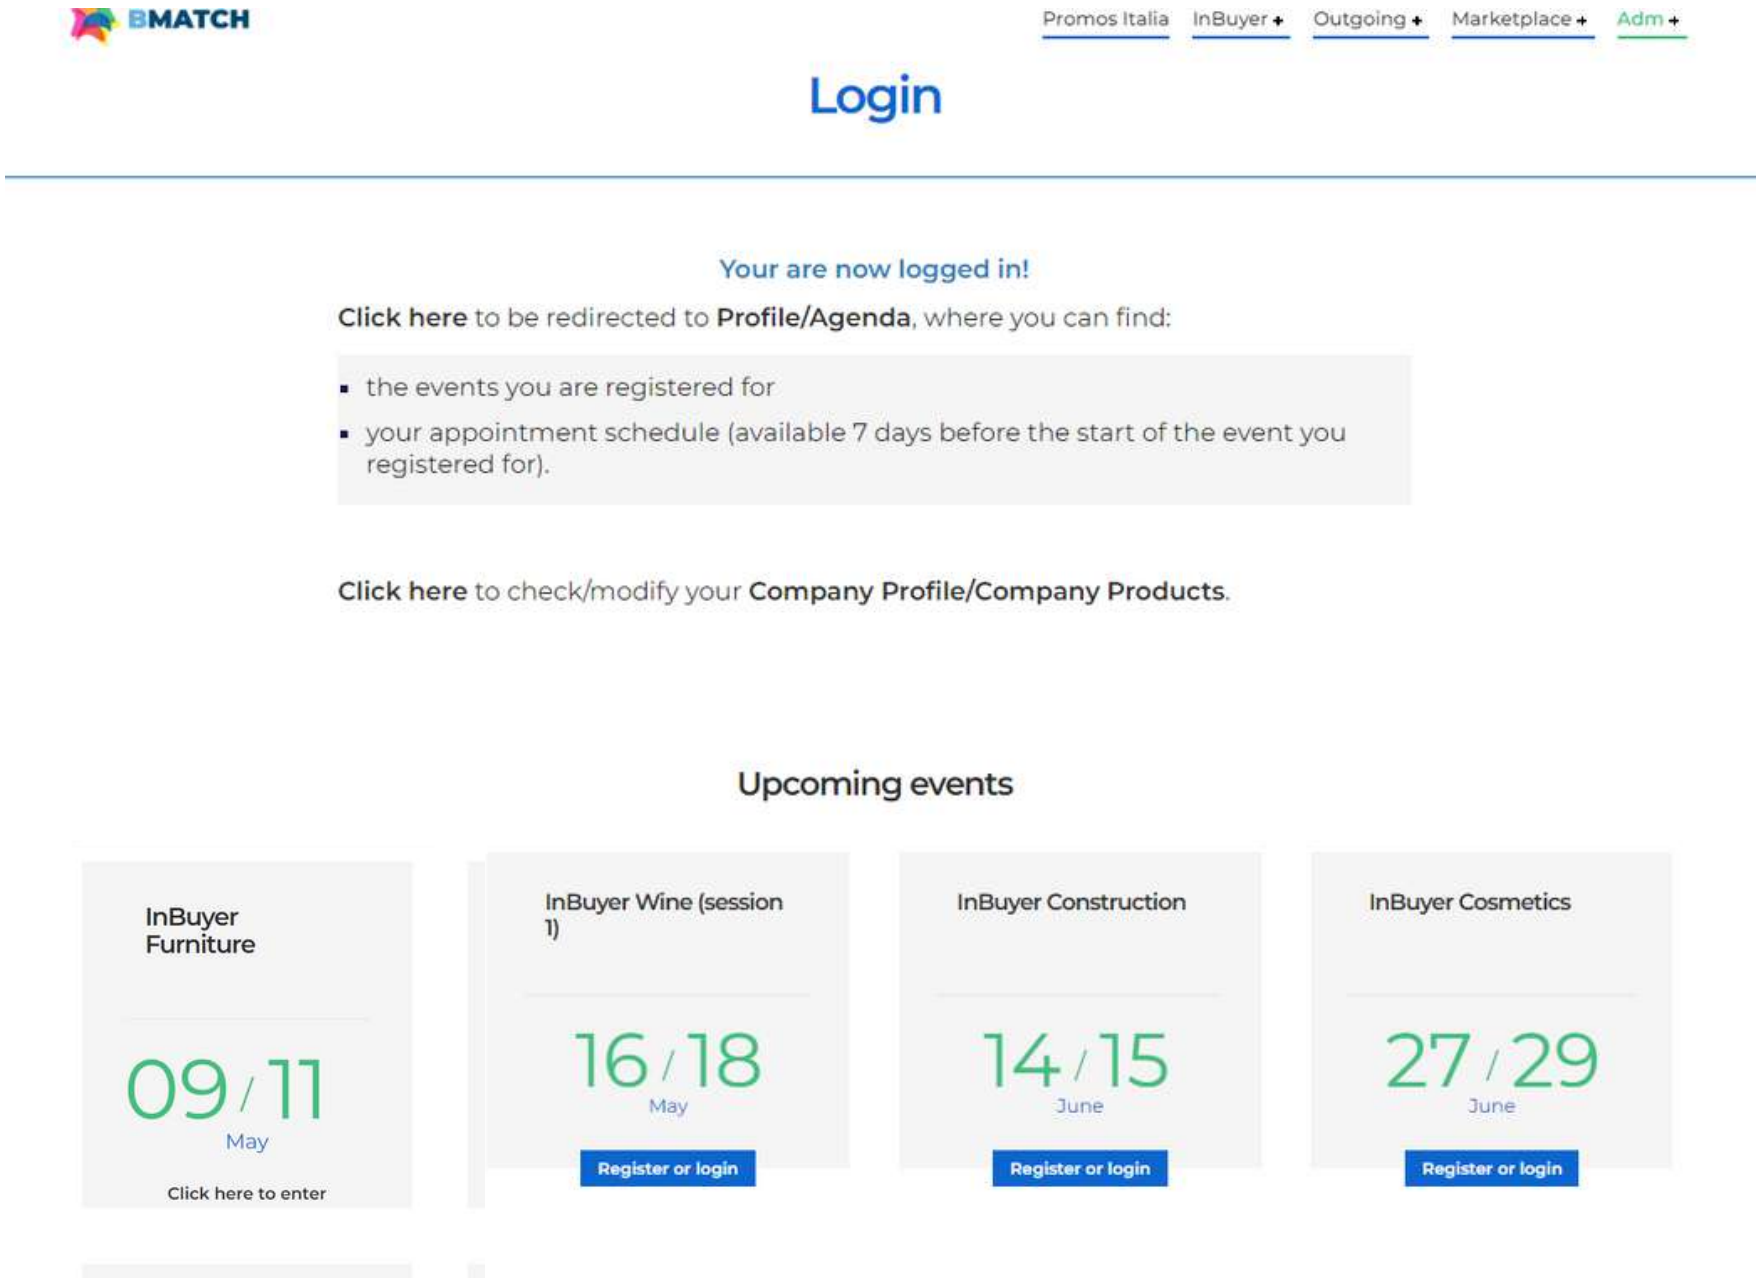 BMATCH
Promos Italia InBuyer + Outgoing + Marketplace + Adm +
Login
Your are now logged in!
Click here to be redirected to Profile/Agenda, where you can find:
▪ the events you are registered for
▪ your appointment schedule (available 7 days before the start of the event you
registered for).
Click here to check/modify your Company Profile/Company Products.
Upcoming events
InBuyer
Furniture
09 / 11
May
Click here to enter
InBuyer Wine (session
1)
16 / 18
May
Register or login
InBuyer Construction
14 / 15
June
Register or login
InBuyer Cosmetics
27 / 29
June
Register or login